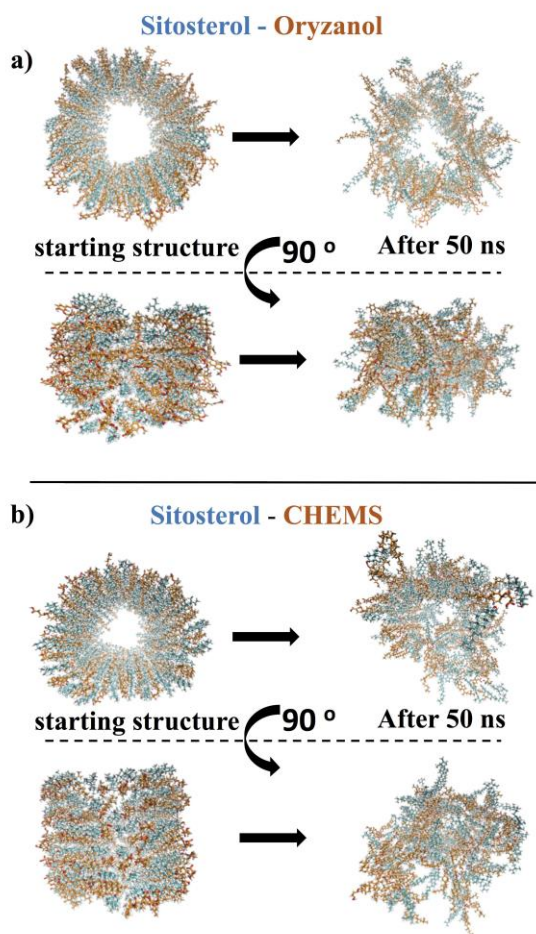 Sitosterol - Oryzanol
a)
starting structure
90 °
After 50 ns
b)
Sitosterol - CHEMS
starting structure
90 °
After 50 ns